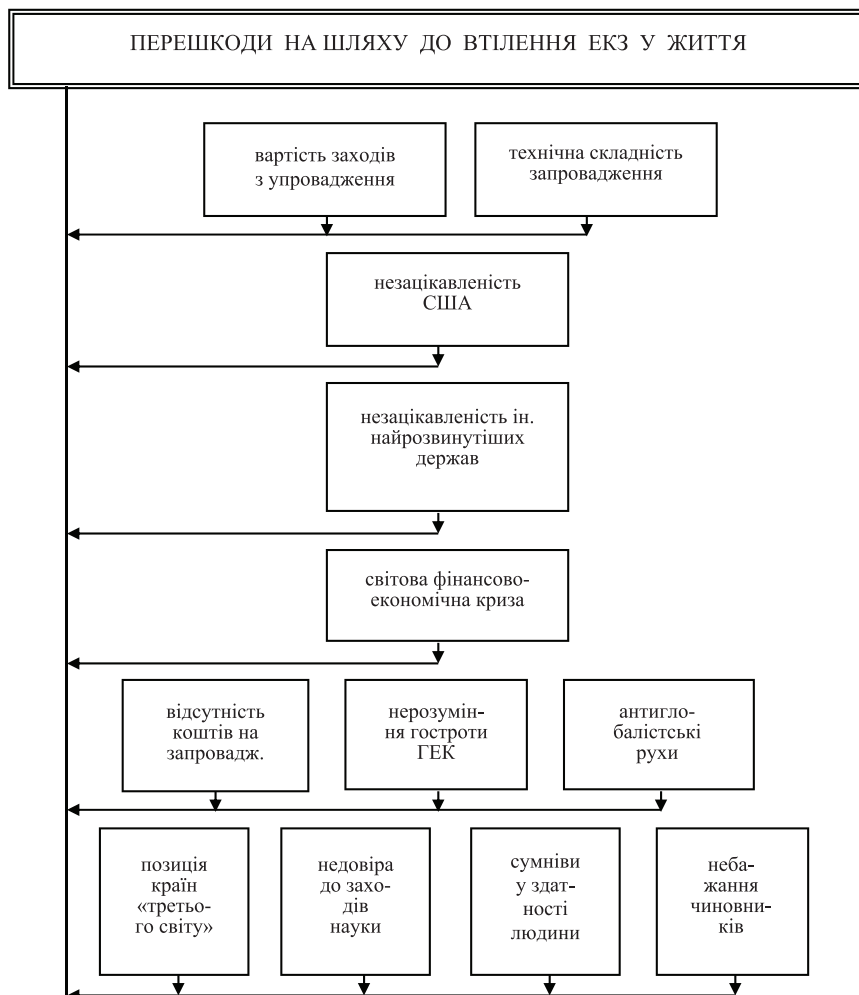 ПЕРЕШКОДИ НА ШЛЯХУ ДО ВТІЛЕННЯ ЕКЗ У ЖИТТЯ
вартість заходів
з упровадження
технічна складність
запровадження
незацікавленість
США
незацікавленість ін.
найрозвинутіших
держав
світова фінансово-
економічна криза
відсутність
коштів на
запровадж.
нерозумін-
ня гостроти
ГЕК
антигло-
балістські
рухи
позиція
країн
«третьо-
го світу»
недовіра
до захо-
дів
науки
сумніви
у здат-
ності
людини
неба-
жання
чиновни-
ків